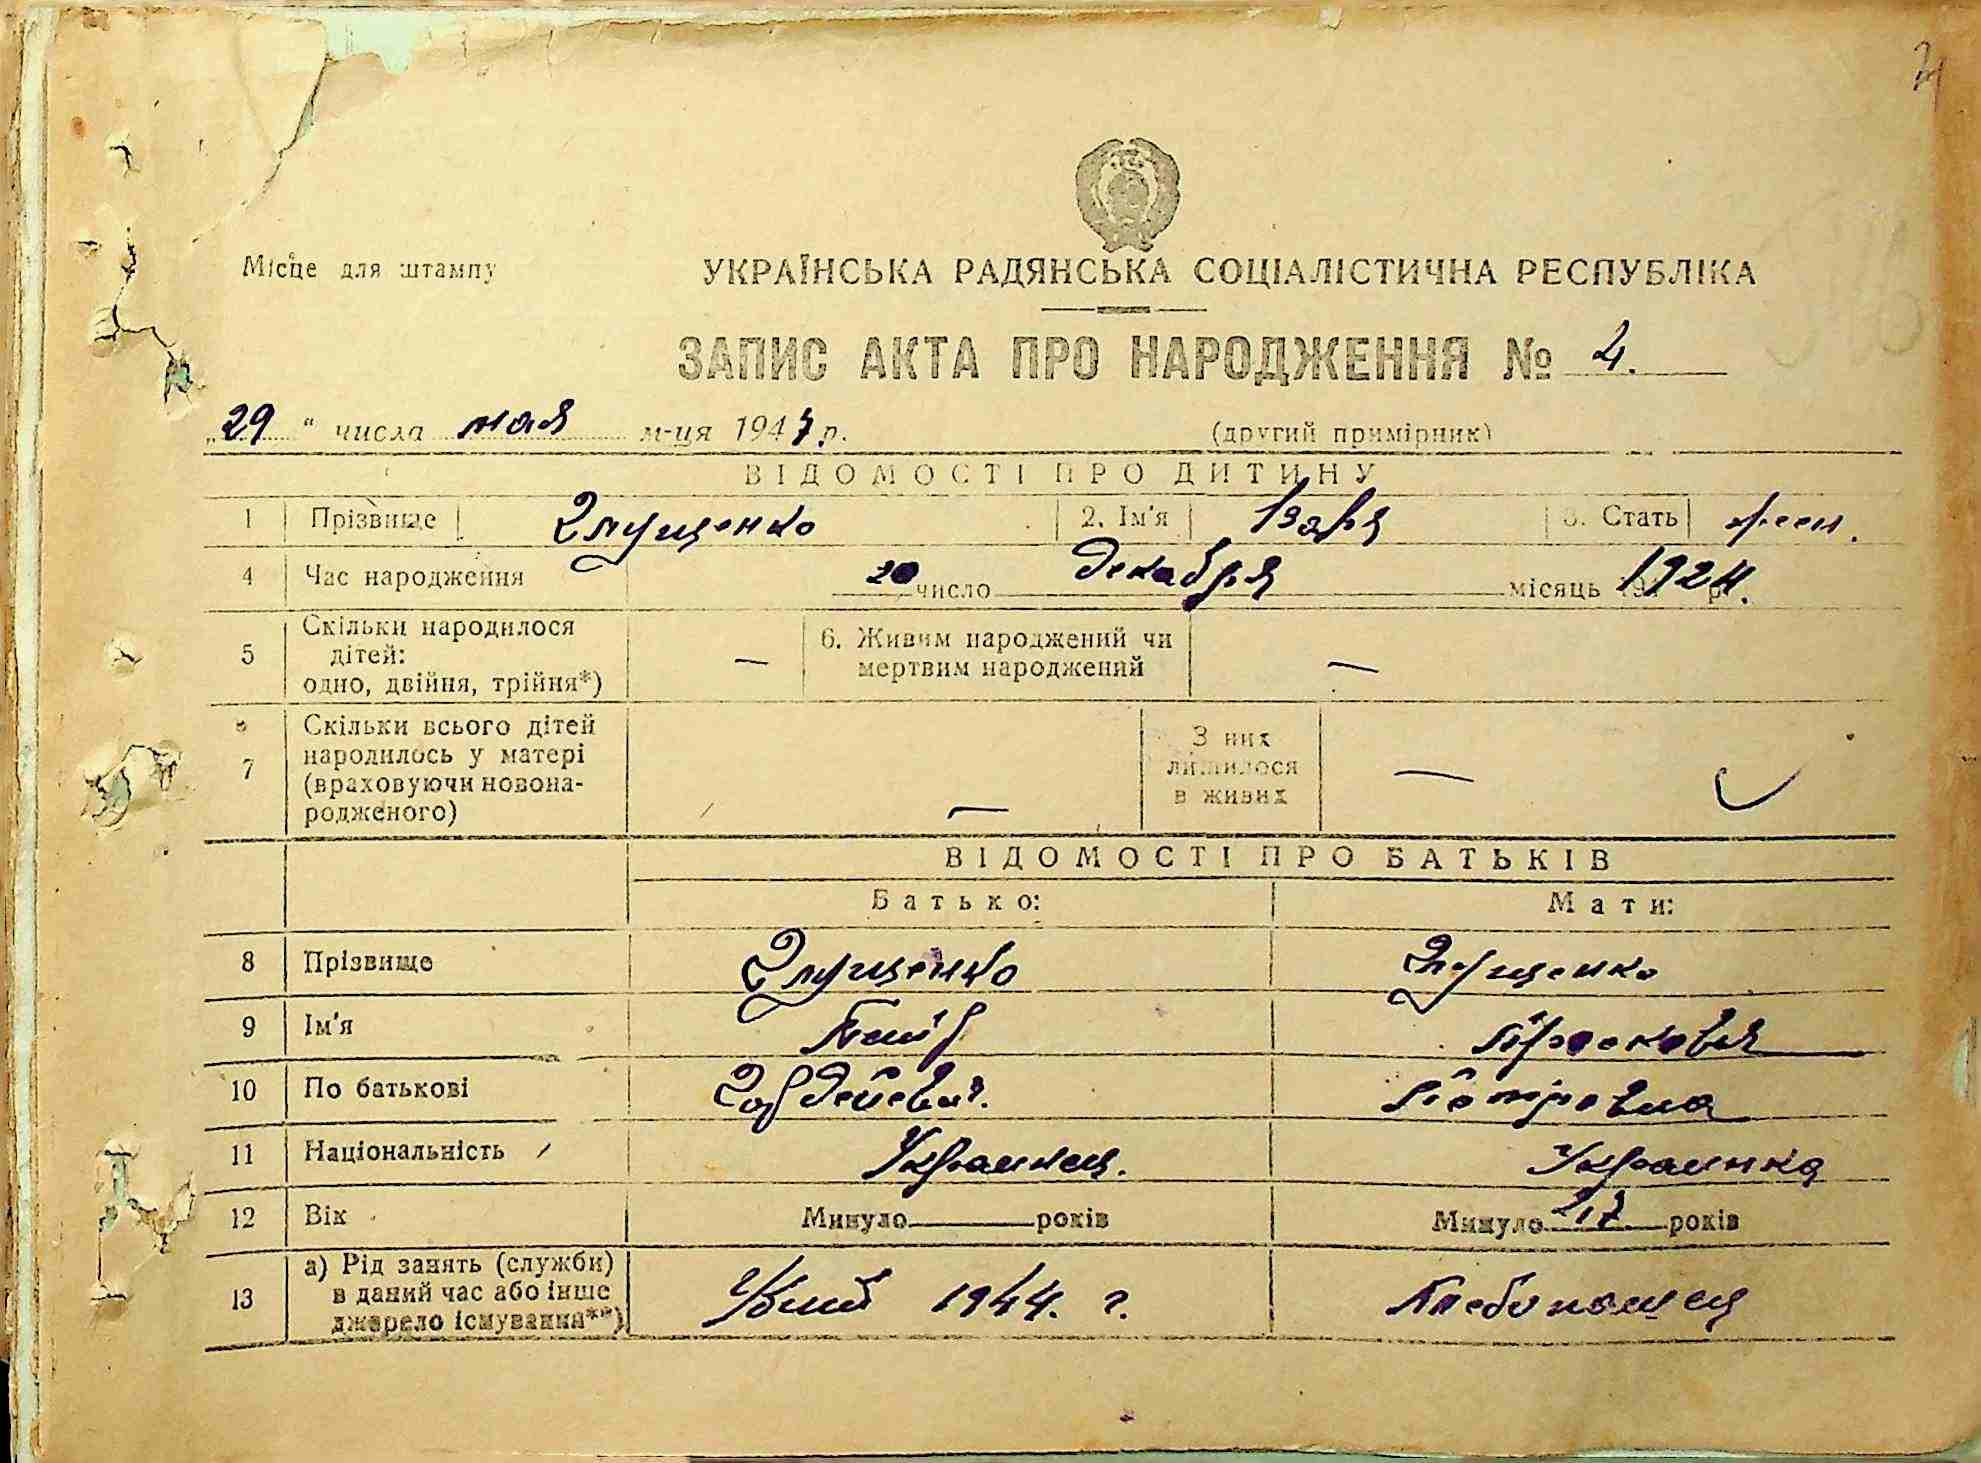 Місце для штампу
УКРАЇНСЬКА РАДЯНСЬКА СОЦІАЛІСТИЧНА РЕСПУБЛІКА
ЗАПИС АКТА ПРО НАРОДЖЕННЯ № 4.
„29“ числа мая м-ця 1947 р. (другий примірник)
ВІДОМОСТІ ПРО ДИТИНУ
1 Прізвище Глущенко 2. Ім'я 3. Стать жен.
4 Час народження 20 число декабря місяць 1924 р.
5 Скільки народилося дітей: одно, двійня, трійня*) — 6. Живим народжений чи мертвим народжений —
7 Скільки всього дітей народилось у матері (враховуючи новонародженого) — З них лишилося в живих —
ВІДОМОСТІ ПРО БАТЬКІВ
Батько: Мати:
8 Прізвище Глущенко Глущенко
9 Ім'я Петр Прасковья
10 По батькові Гордеевич. Петровна
11 Національність Украинец. Украинка
12 Вік Минуло років Минуло 47 років
13 а) Рід занять (служби) в даний час або інше джерело існування**) Убит 1944. г.